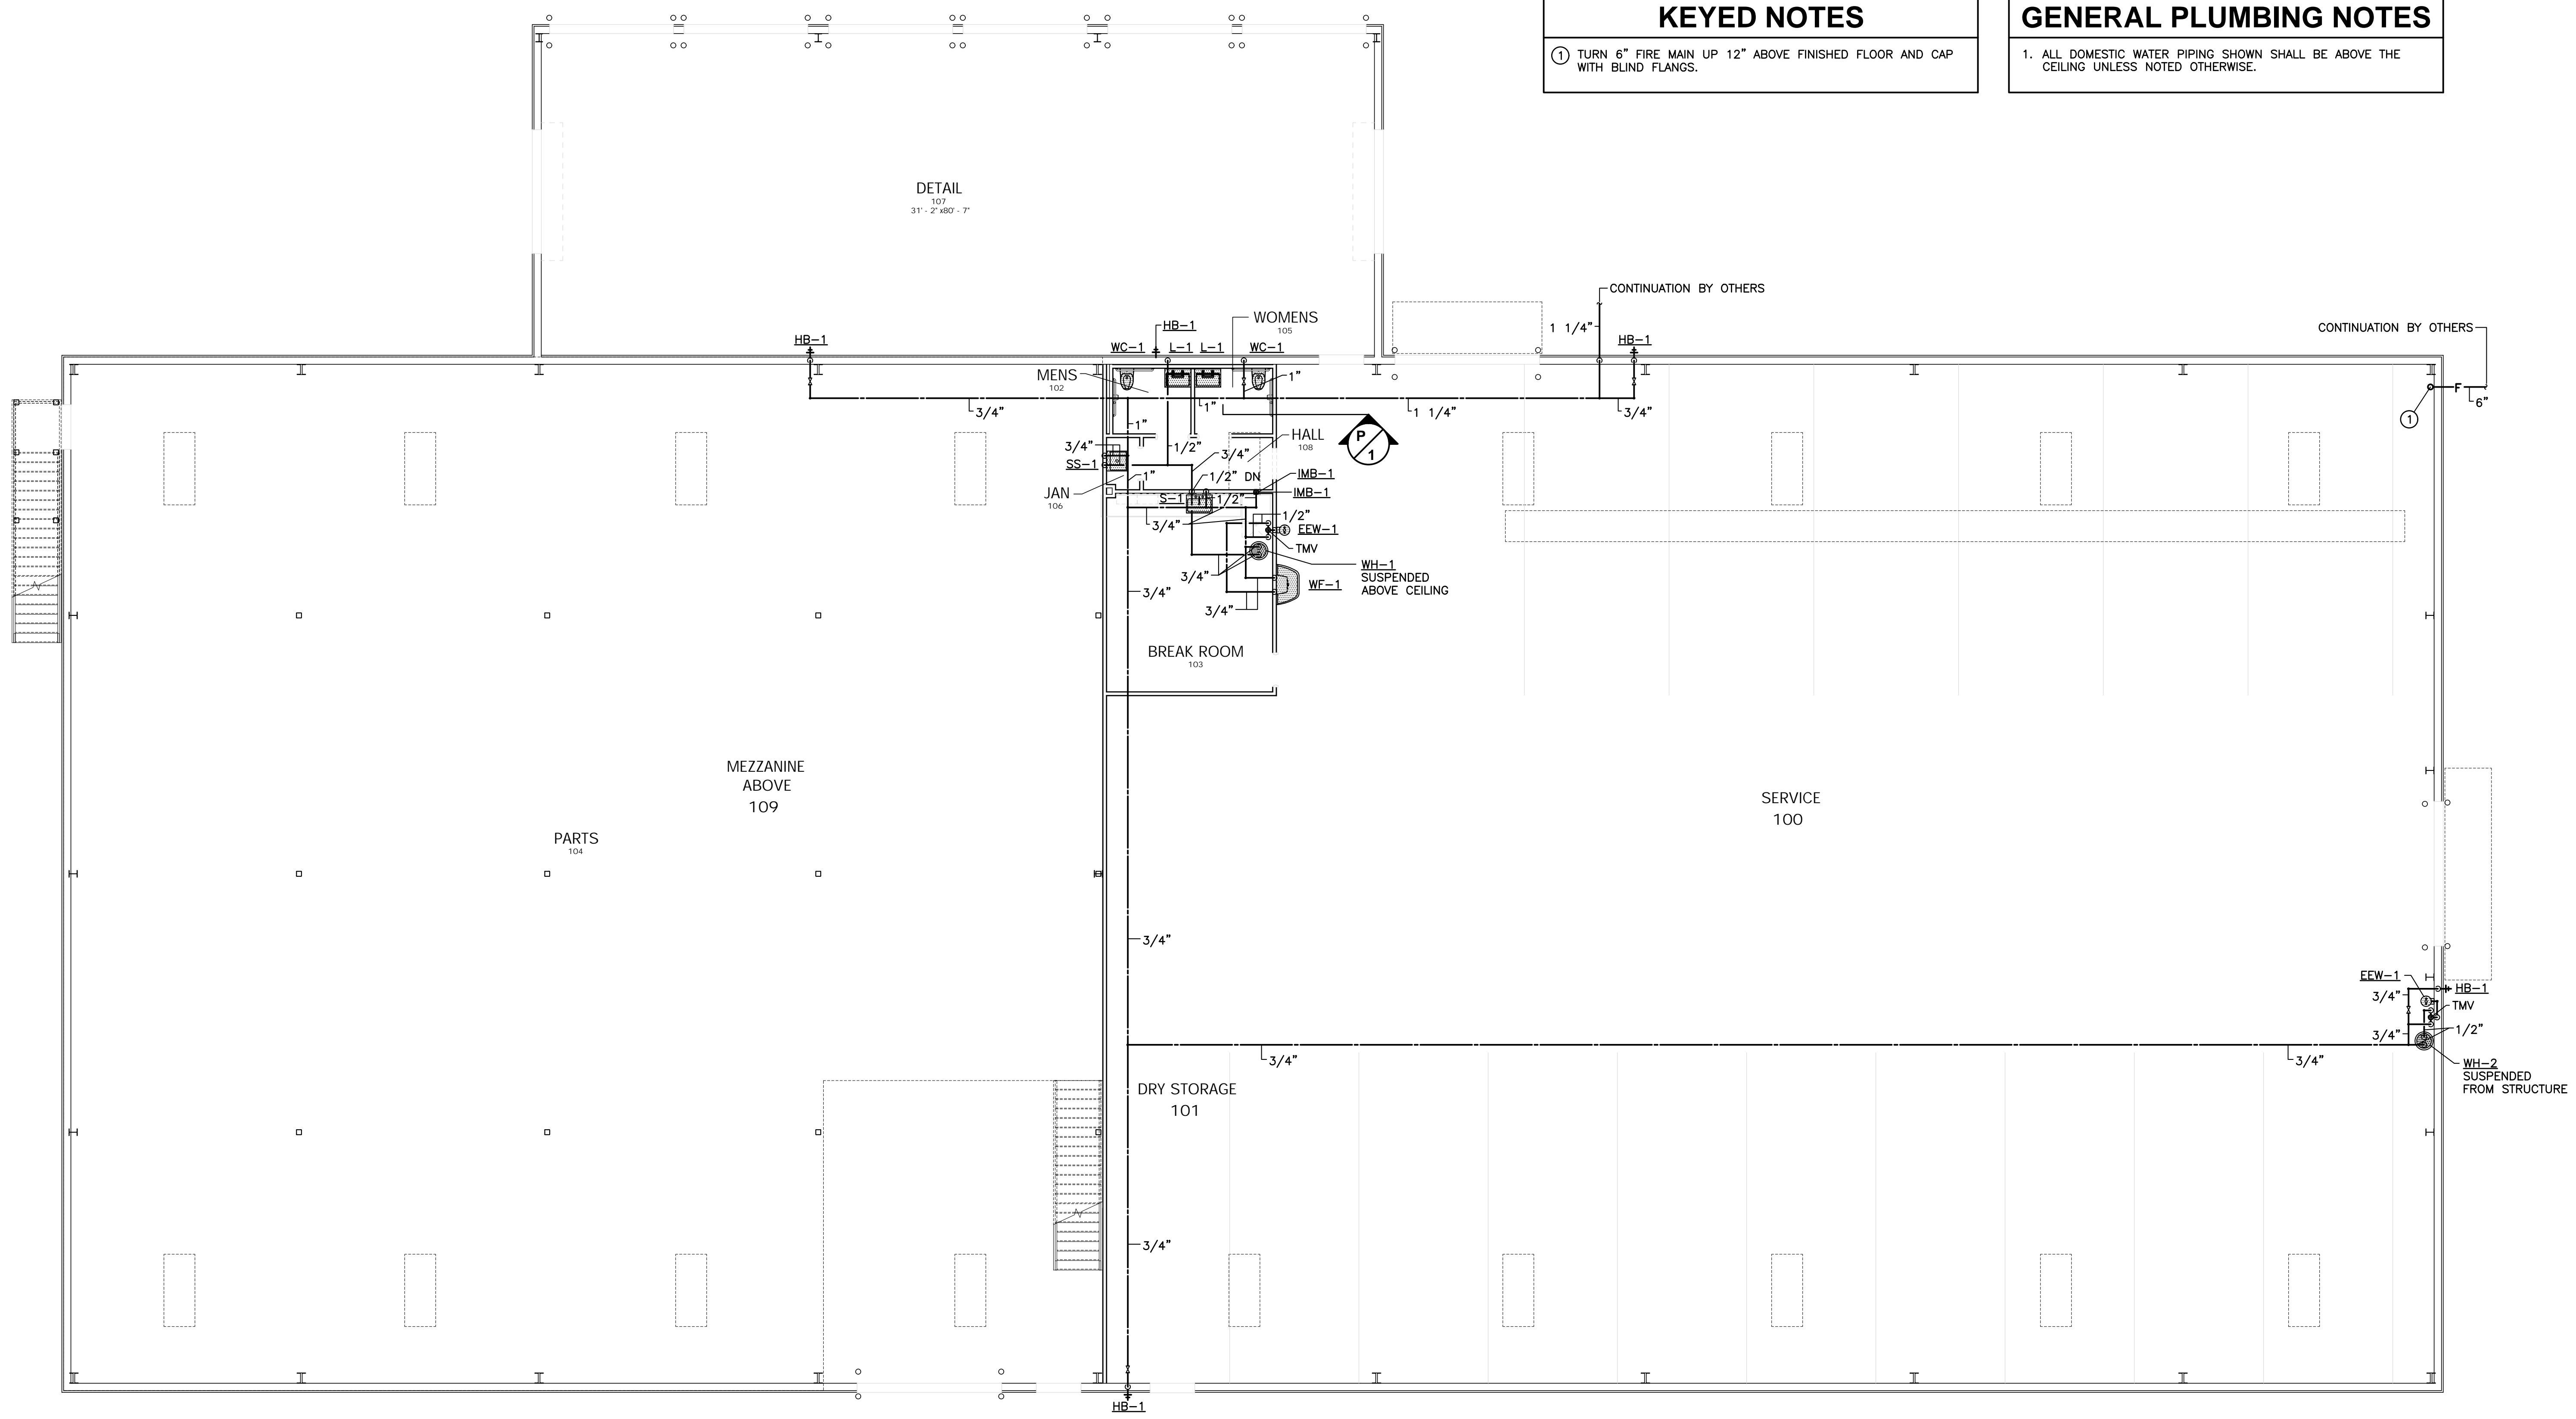 KEYED NOTES
1 TURN 6" FIRE MAIN UP 12" ABOVE FINISHED FLOOR AND CAP
WITH BLIND FLANGS.
GENERAL PLUMBING NOTES
1. ALL DOMESTIC WATER PIPING SHOWN SHALL BE ABOVE THE
CEILING UNLESS NOTED OTHERWISE.
DETAIL
107
31' - 2" x80' - 7"
CONTINUATION BY OTHERS
1 1/4"
HB-1
CONTINUATION BY OTHERS
F
6"
1
HB-1
HB-1
WOMENS
105
WC-1
L-1
L-1
WC-1
MENS
102
1"
3/4"
1"
1 1/4"
3/4"
1"
P
1
HALL
108
3/4"
1/2"
3/4"
SS-1
1"
1/2" DN
IMB-1
JAN
106
S-1
1/2"
IMB-1
3/4"
1/2"
EEW-1
TMV
3/4"
WH-1
SUSPENDED
ABOVE CEILING
WF-1
3/4"
3/4"
BREAK ROOM
103
MEZZANINE
ABOVE
109
PARTS
104
SERVICE
100
3/4"
EEW-1
3/4"
HB-1
TMV
3/4"
1/2"
3/4"
3/4"
WH-2
SUSPENDED
FROM STRUCTURE
DRY STORAGE
101
3/4"
HB-1